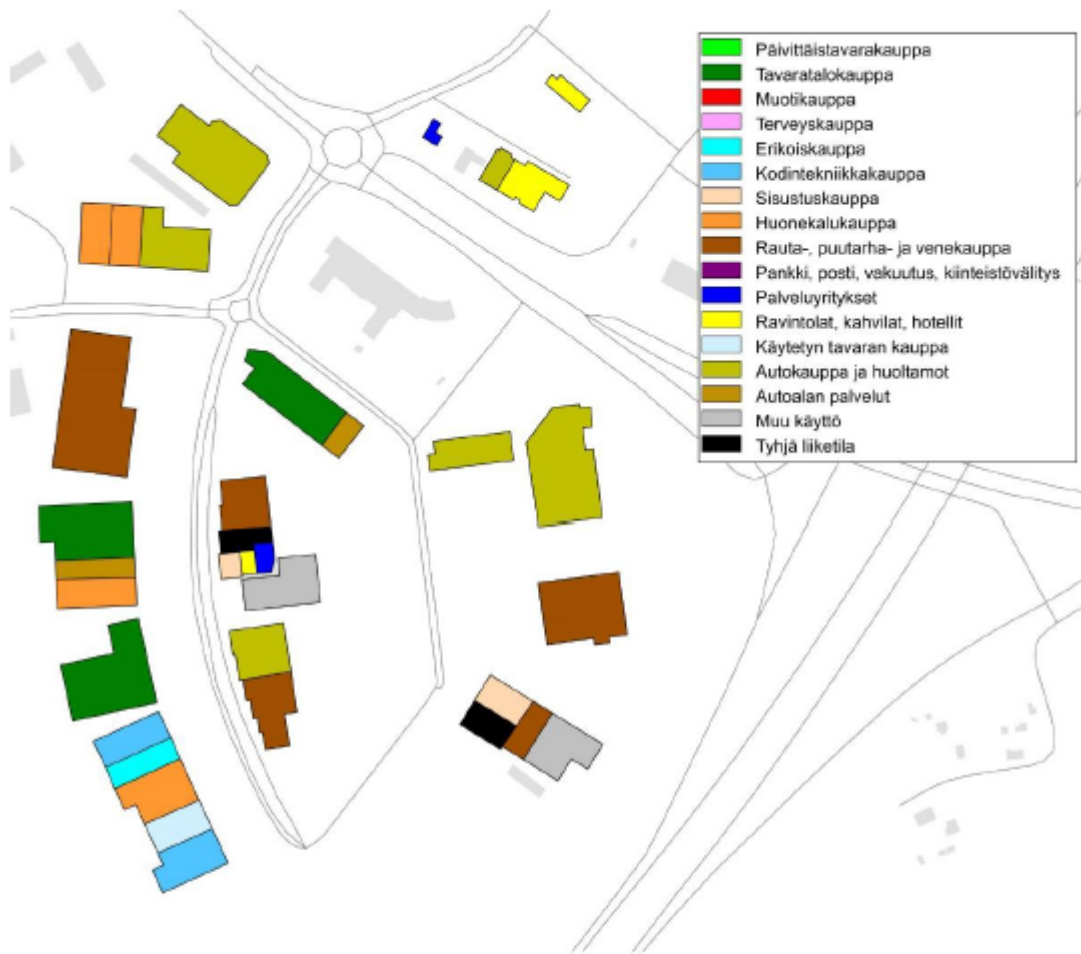 Päivittäistavarakauppa
Tavaratalokauppa
Muotikauppa
Terveyskauppa
Erikoiskauppa
Kodintekniikkakauppa
Sisustuskauppa
Huonekalukauppa
Rauta-, puutarha- ja venekauppa
Pankki, posti, vakuutus, kiinteistövälitys
Palveluyritykset
Ravintolat, kahvilat, hotellit
Käytetyn tavaran kauppa
Autokauppa ja huoltamot
Autoalan palvelut
Muu käyttö
Tyhjä liiketila